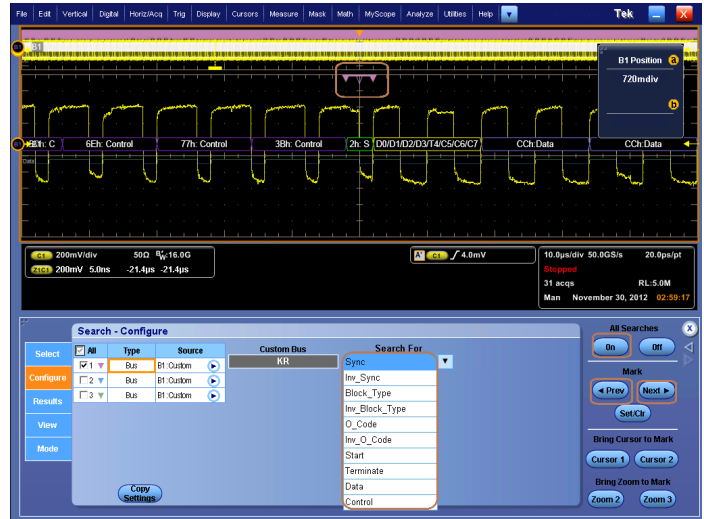 File Edit Vertical Digital Horiz/Acq Trig Display Cursors Measure Mask Math MyScope Analyze Utilities Help Tek X
B1 B1
B1 Position a
720mdiv
b
B1 6Eh: Control 77h: Control 3Bh: Control 2h: S D0/D1/D2/D3/T4/C5/C6/C7 CCh:Data CCh:Data
Data
C1 200mV/div 50Ω BW:16.0G
Z1C1 200mV 5.0ns -21.4µs -21.4µs
A' C1 4.0mV
10.0µs/div 50.0GS/s 20.0ps/pt
Stopped
31 acqs RL:5.0M
Man November 30, 2012 02:59:17
Search - Configure
Select
Configure
Results
View
Mode
All Type Source
1 Bus B1:Custom
2 Bus B1:Custom
3 Bus B1:Custom
Copy
Settings
Custom Bus
KR
Search For
Sync
Inv_Sync
Block_Type
Inv_Block_Type
O_Code
Inv_O_Code
Start
Terminate
Data
Control
All Searches X
On Off
Mark
Prev Next
Set/Clr
Bring Cursor to Mark
Cursor 1 Cursor 2
Bring Zoom to Mark
Zoom 2 Zoom 3